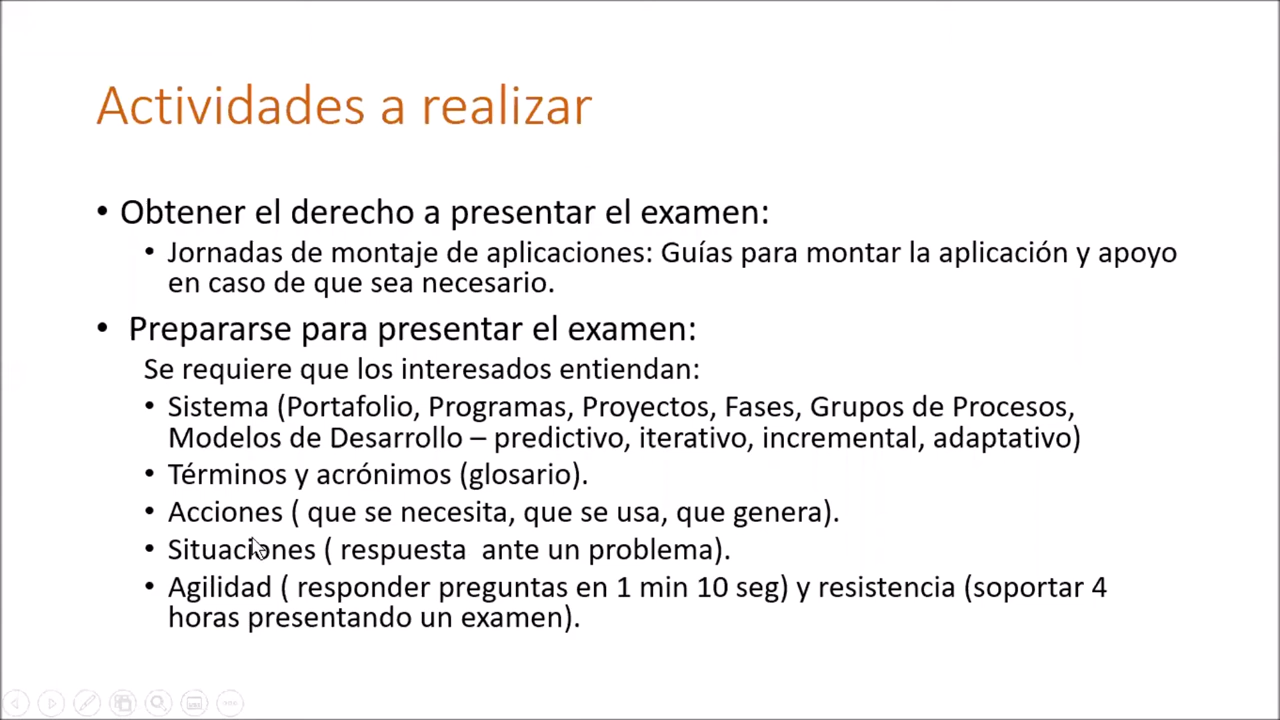 Actividades a realizar
• Obtener el derecho a presentar el examen:
• Jornadas de montaje de aplicaciones: Guías para montar la aplicación y apoyo
en caso de que sea necesario.
• Prepararse para presentar el examen:
Se requiere que los interesados entiendan:
• Sistema (Portafolio, Programas, Proyectos, Fases, Grupos de Procesos,
Modelos de Desarrollo – predictivo, iterativo, incremental, adaptativo)
• Términos y acrónimos (glosario).
• Acciones ( que se necesita, que se usa, que genera).
• Situaciones ( respuesta  ante un problema).
• Agilidad ( responder preguntas en 1 min 10 seg) y resistencia (soportar 4
horas presentando un examen).